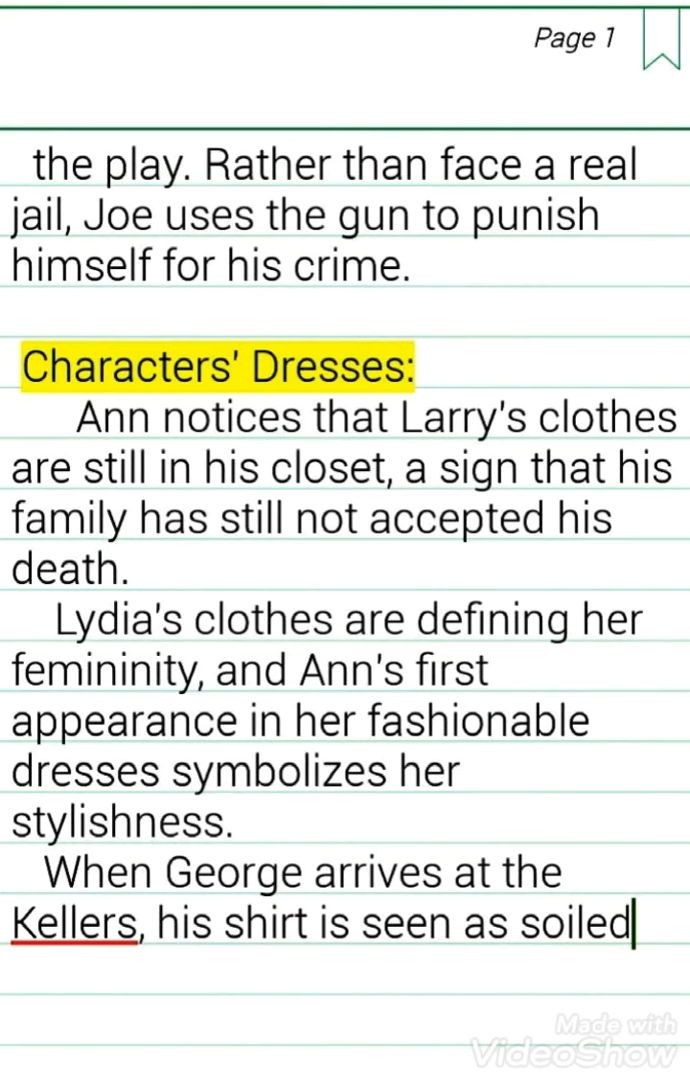 Page 1
the play. Rather than face a real
jail, Joe uses the gun to punish
himself for his crime.
Characters' Dresses:
Ann notices that Larry's clothes
are still in his closet, a sign that his
family has still not accepted his
death.
Lydia's clothes are defining her
femininity, and Ann's first
appearance in her fashionable
dresses symbolizes her
stylishness.
When George arrives at the
Kellers, his shirt is seen as soiled
Made with
VideoShow